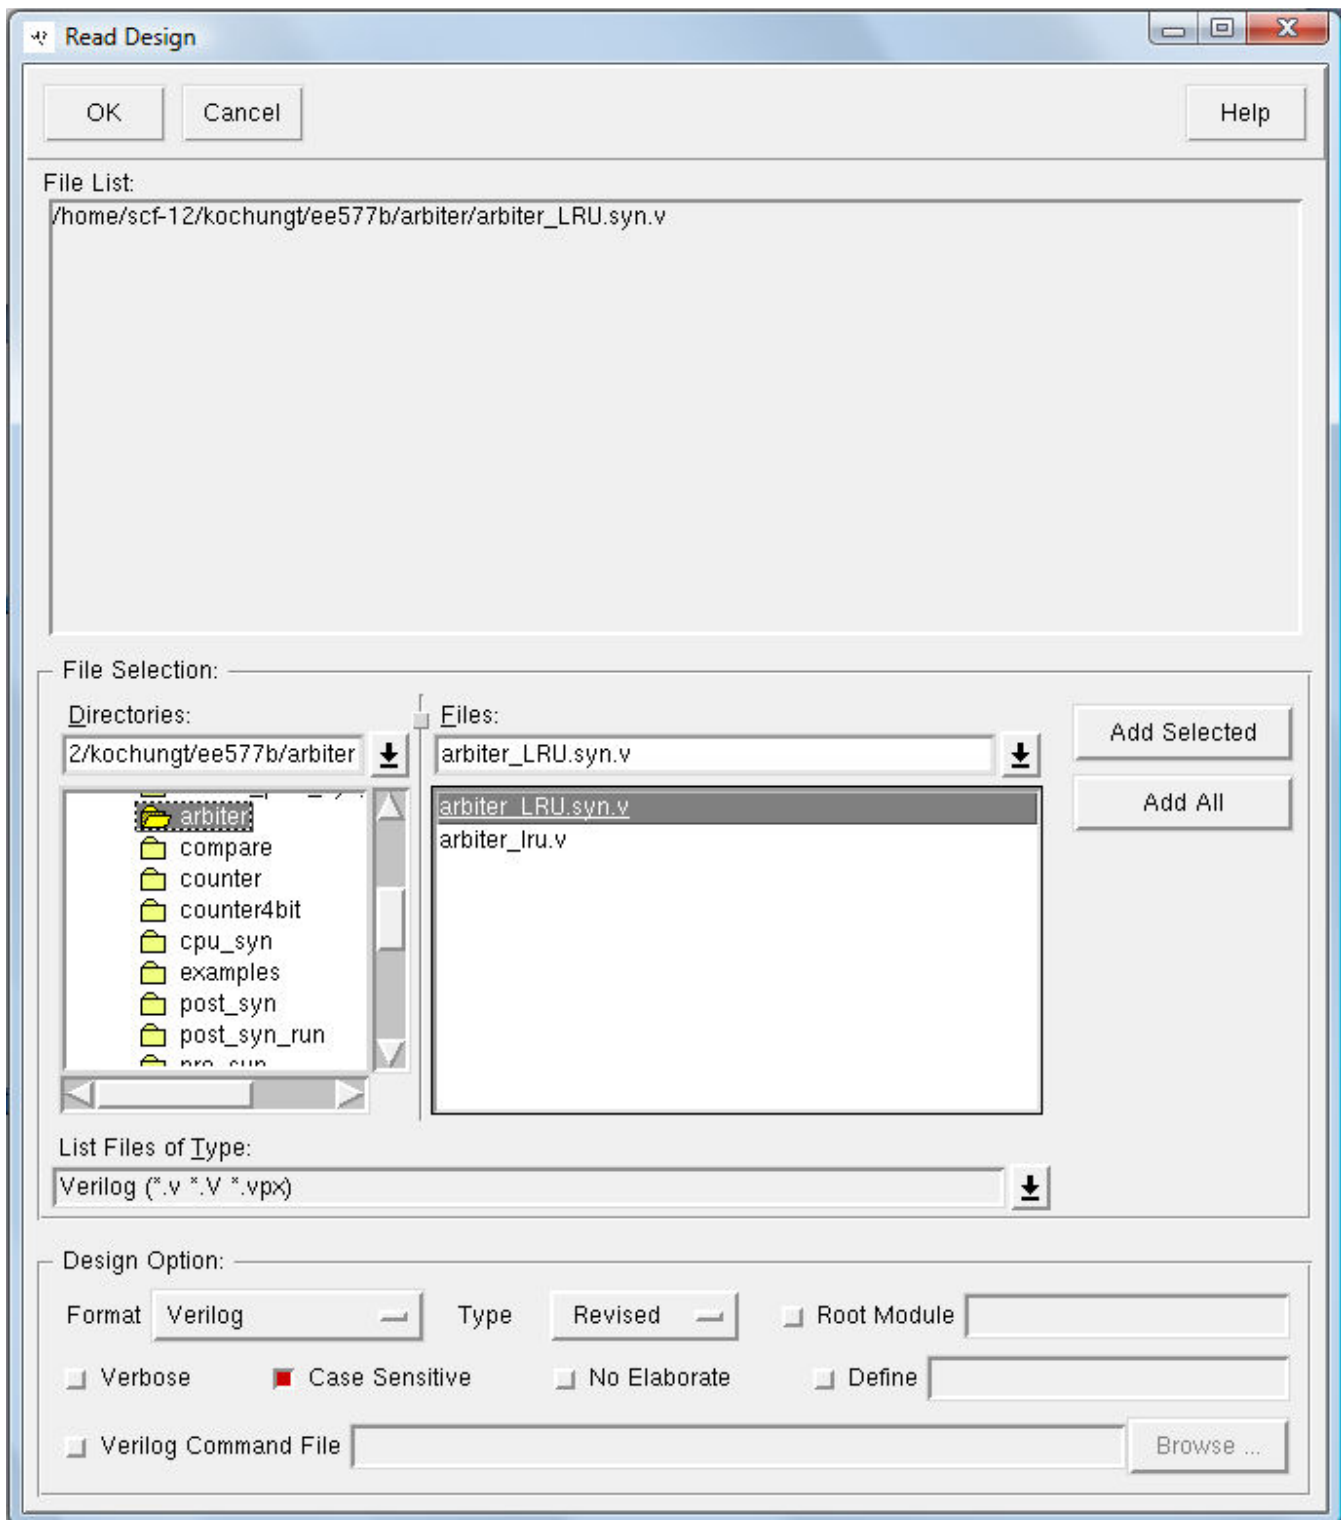 Read Design
OK Cancel Help
File List:
/home/scf-12/kochungt/ee577b/arbiter/arbiter_LRU.syn.v
File Selection:
Directories: Files:
2/kochungt/ee577b/arbiter arbiter_LRU.syn.v Add Selected
arbiter arbiter_LRU.syn.v Add All
compare arbiter_lru.v
counter
counter4bit
cpu_syn
examples
post_syn
post_syn_run
List Files of Type:
Verilog (*.v *.V *.vpx)
Design Option:
Format Verilog Type Revised Root Module
Verbose Case Sensitive No Elaborate Define
Verilog Command File Browse ...